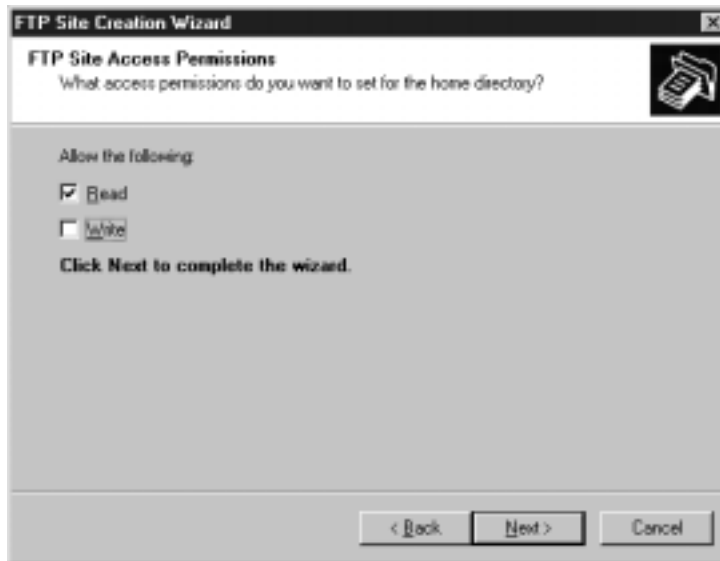 FTP Site Creation Wizard
FTP Site Access Permissions
What access permissions do you want to set for the home directory?
Allow the following:
Read
Write
Click Next to complete the wizard.
< Back
Next >
Cancel